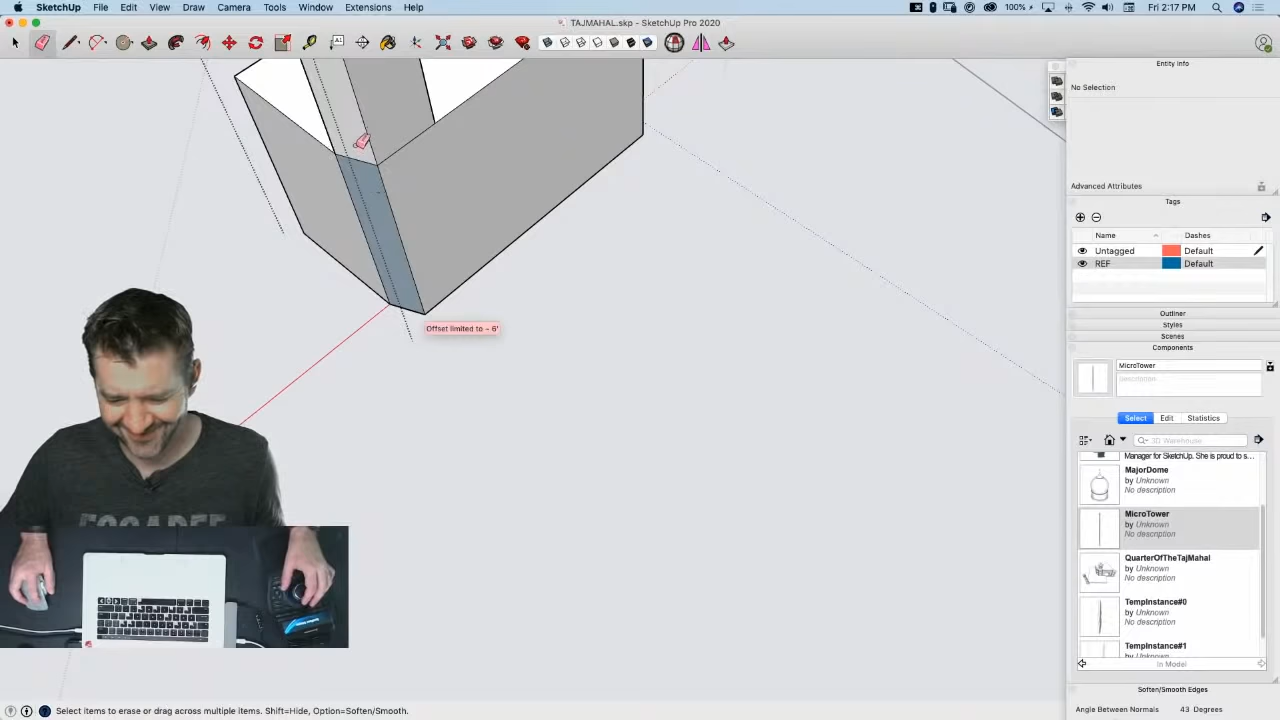 SketchUp File Edit View Draw Camera Tools Window Extensions Help 100% Fri 2:17 PM
TAJMAHAL.skp - SketchUp Pro 2020
Entity Info
No Selection
Advanced Attributes
Tags
Name Dashes
Untagged Default
REF Default
Outliner
Styles
Scenes
Components
MicroTower
Description
Select Edit Statistics
3D Warehouse
Manager for SketchUp. She is proud to s...
MajorDome
by Unknown
No description
MicroTower
by Unknown
No description
QuarterOfTheTajMahal
by Unknown
No description
TempInstance#0
by Unknown
No description
TempInstance#1
by Unknown
In Model
Soften/Smooth Edges
Angle Between Normals 43 Degrees
Offset limited to ~ 6'
Select items to erase or drag across multiple items. Shift=Hide, Option=Soften/Smooth.